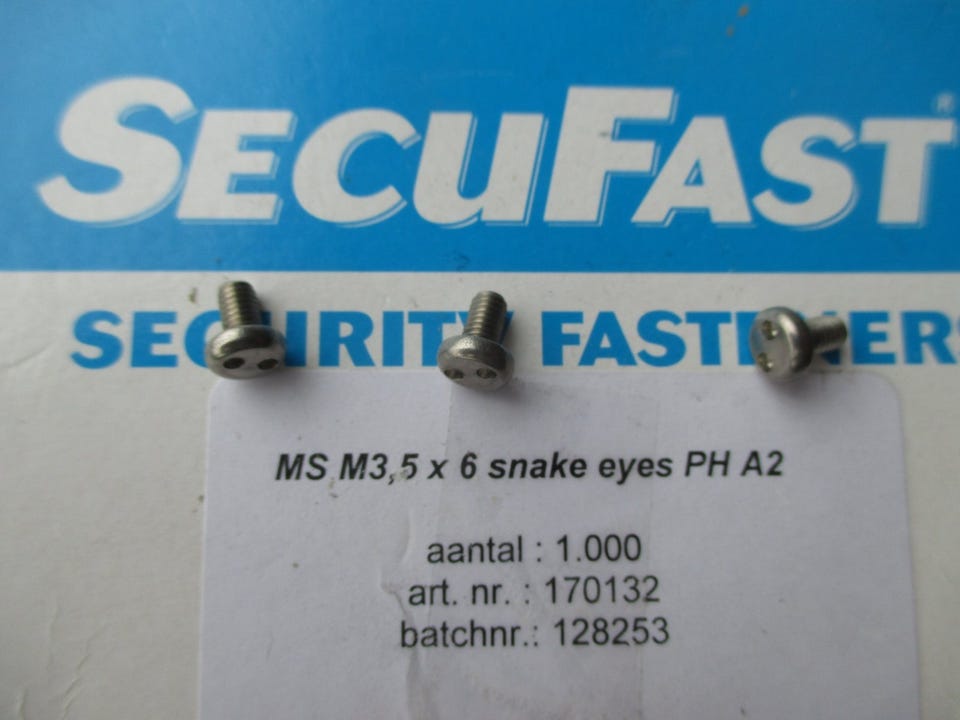 SECUFAST®
SECURITY FASTENERS
MS M3,5 x 6 snake eyes PH A2
aantal : 1.000
art. nr. : 170132
batchnr.: 128253